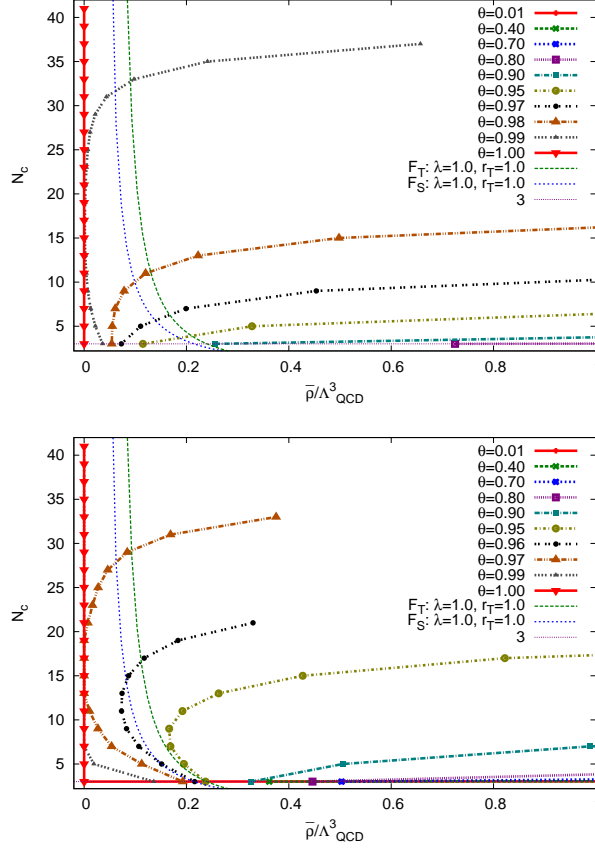 40
35
30
25
20
15
10
5
N_c
0
0.2
0.4
0.6
0.8
ρ̅/Λ³_QCD
θ=0.01
θ=0.40
θ=0.70
θ=0.80
θ=0.90
θ=0.95
θ=0.97
θ=0.98
θ=0.99
θ=1.00
F_T: λ=1.0, r_T=1.0
F_S: λ=1.0, r_T=1.0
3
40
35
30
25
20
15
10
5
N_c
0
0.2
0.4
0.6
0.8
ρ̅/Λ³_QCD
θ=0.01
θ=0.40
θ=0.70
θ=0.80
θ=0.90
θ=0.95
θ=0.96
θ=0.97
θ=0.99
θ=1.00
F_T: λ=1.0, r_T=1.0
F_S: λ=1.0, r_T=1.0
3